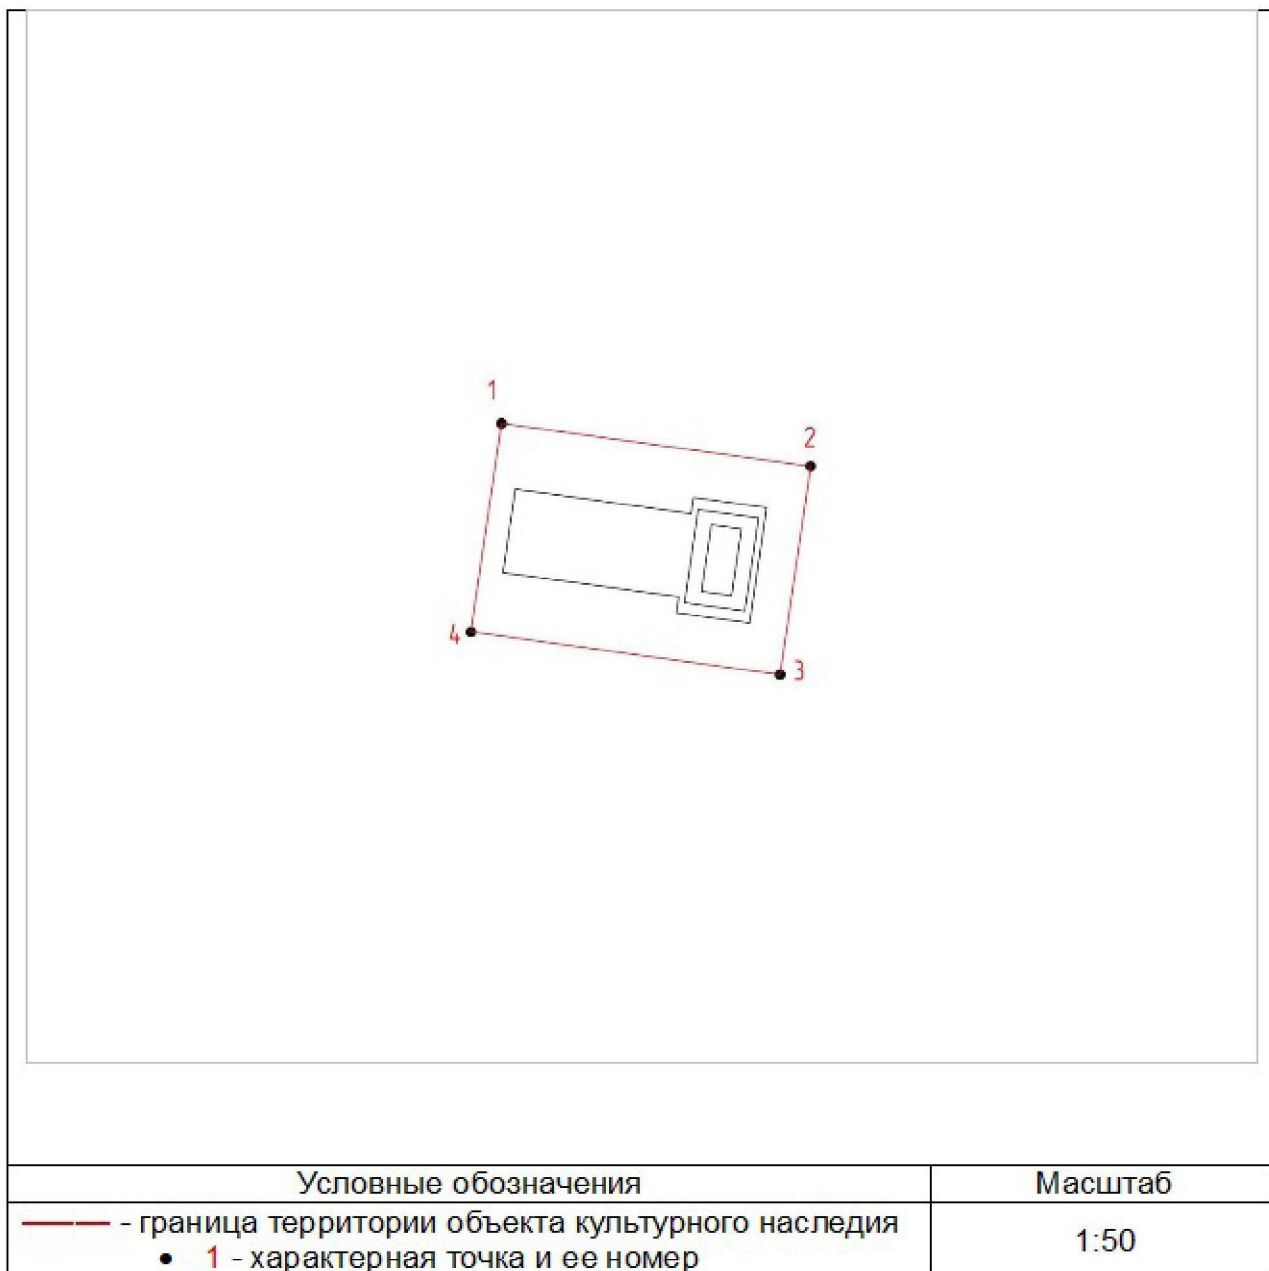 1
2
4
3
Условные обозначения
Масштаб
- граница территории объекта культурного наследия
1 - характерная точка и ее номер
1:50